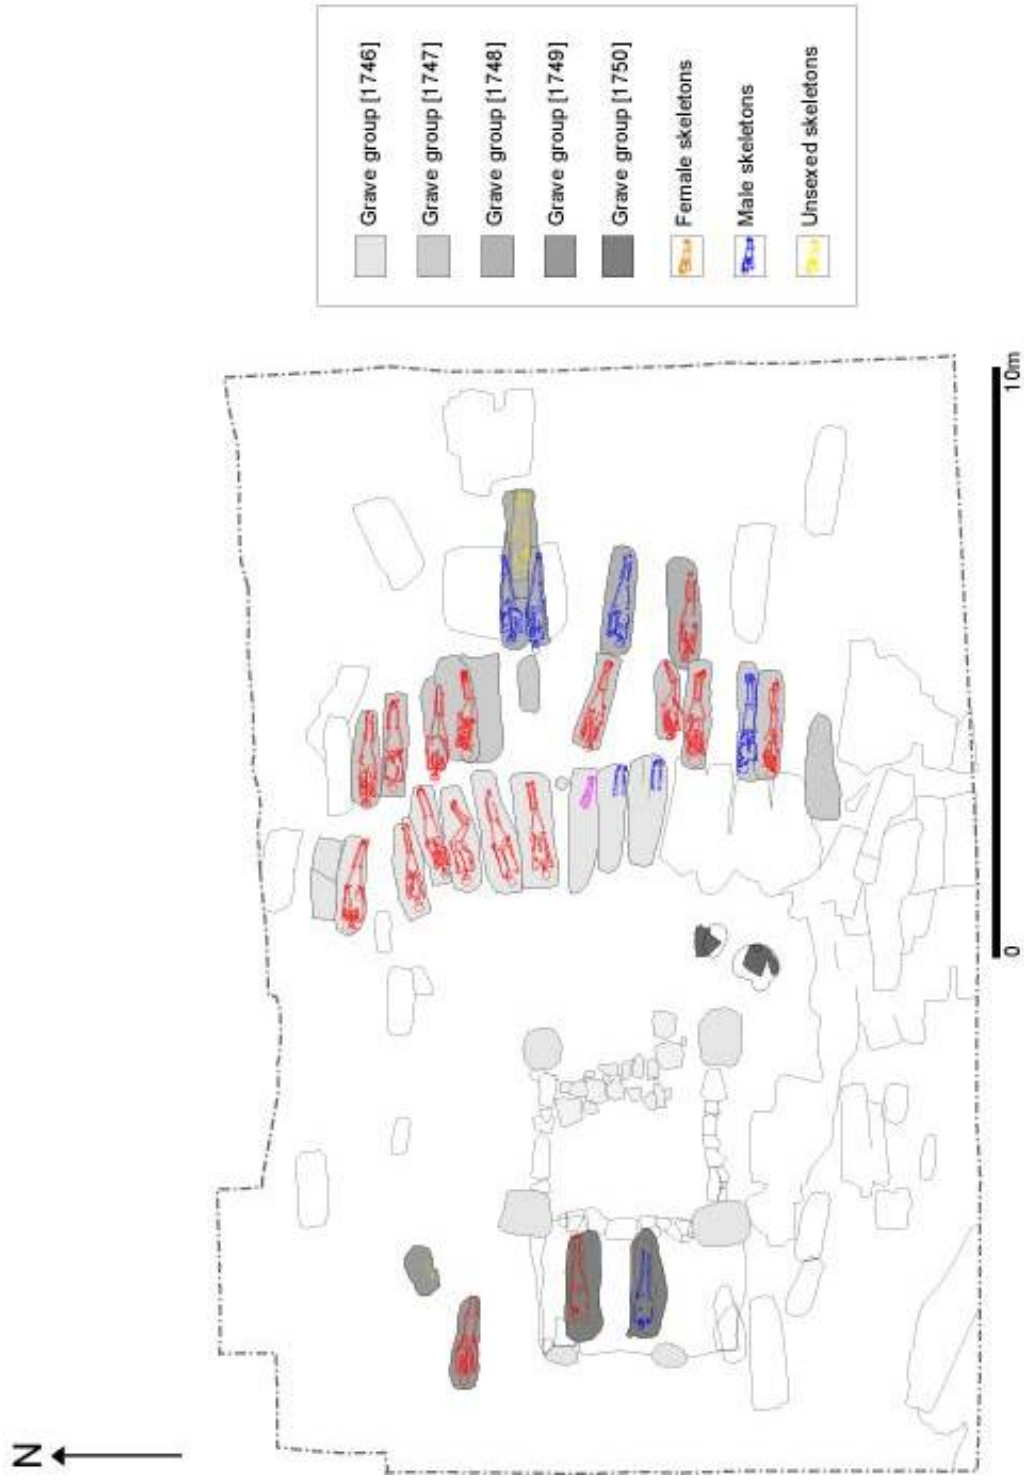 Grave group [1746]
Grave group [1747]
Grave group [1748]
Grave group [1749]
Grave group [1750]
Female skeletons
Male skeletons
Unsexed skeletons
N
0
10m